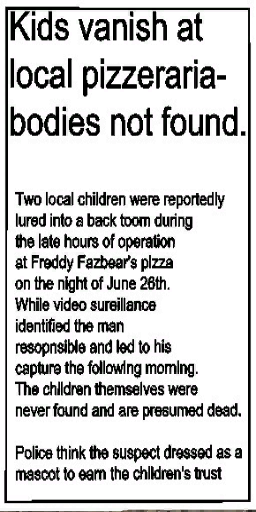 Kids vanish at
local pizzeraria-
bodies not found.
Two local children were reportedly
lured into a back toom during
the late hours of operation
at Freddy Fazbear's pizza
on the night of June 26th.
While video sureillance
identified the man
resopnsible and led to his
capture the following morning.
The children themselves were
never found and are presumed dead.
Police think the suspect dressed as a
mascot to earn the children's trust